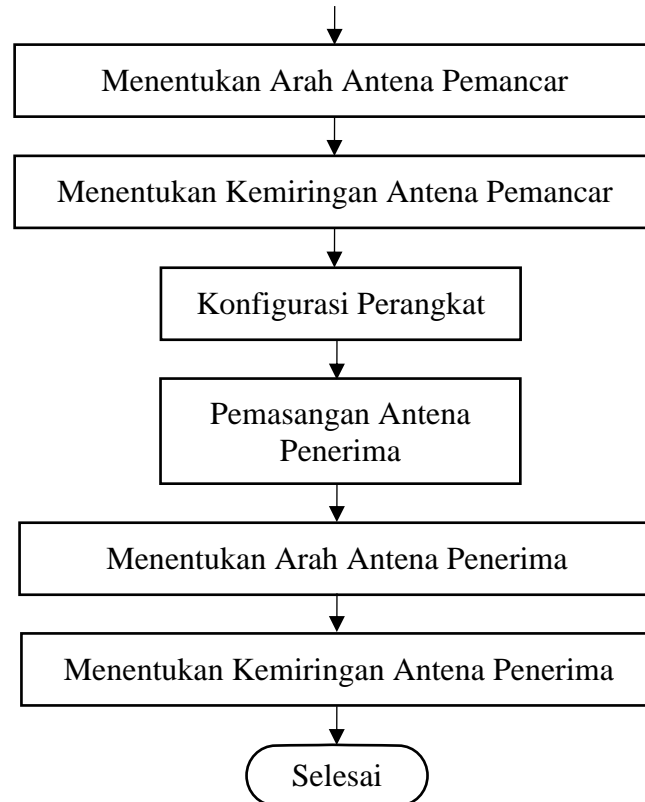 Menentukan Arah Antena Pemancar
Menentukan Kemiringan Antena Pemancar
Konfigurasi Perangkat
Pemasangan Antena
Penerima
Menentukan Arah Antena Penerima
Menentukan Kemiringan Antena Penerima
Selesai